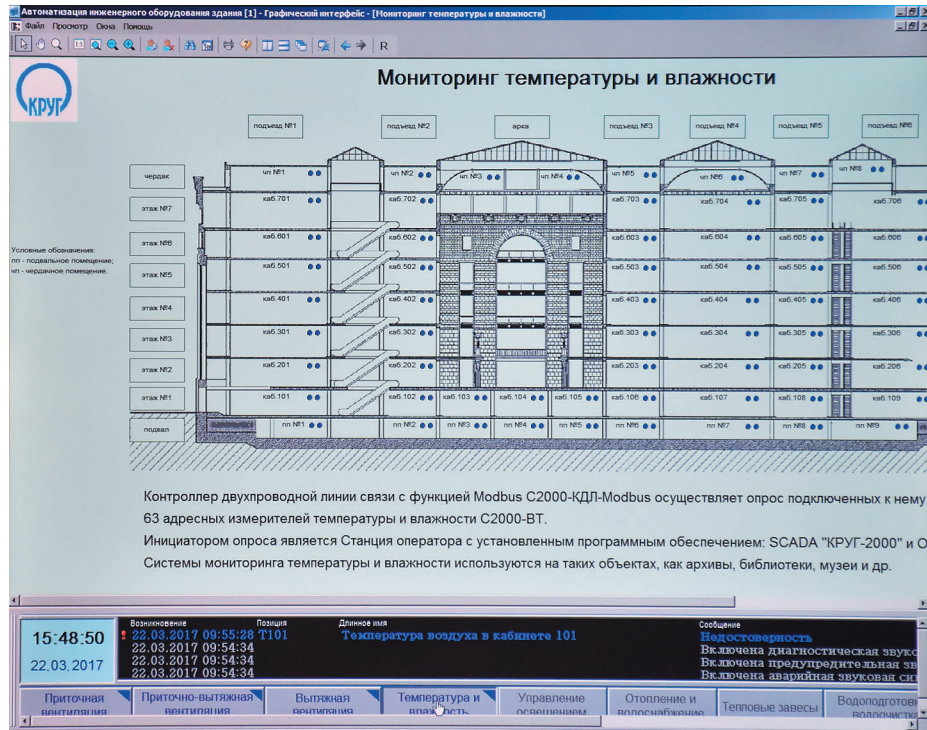 Автоматизация инженерного оборудования здания [1] - Графический интерфейс - [Мониторинг температуры и влажности]
Файл Просмотр Окна Помощь
R
КРУГ
Мониторинг температуры и влажности
подъезд №1 подъезд №2 арка подъезд №3 подъезд №4 подъезд №5 подъезд №6
чердак чп №1 чп №2 чп №3 чп №4 чп №5 чп №6 чп №7 чп №8
этаж №7 каб.701 каб.702 каб.703 каб.704 каб.705 каб.706
этаж №6 каб.601 каб.602 каб.603 каб.604 каб.605 каб.606
Условные обозначения:
пп - подвальное помещение;
чп - чердачное помещение.
этаж №5 каб.501 каб.502 каб.503 каб.504 каб.505 каб.506
этаж №4 каб.401 каб.402 каб.403 каб.404 каб.405 каб.406
этаж №3 каб.301 каб.302 каб.303 каб.304 каб.305 каб.306
этаж №2 каб.201 каб.202 каб.203 каб.204 каб.205 каб.206
этаж №1 каб.101 каб.102 каб.103 каб.104 каб.105 каб.106 каб.107 каб.108 каб.109
подвал пп №1 пп №2 пп №3 пп №4 пп №5 пп №6 пп №7 пп №8 пп №9
Контроллер двухпроводной линии связи с функцией Modbus С2000-КДЛ-Modbus осуществляет опрос подключенных к нему
63 адресных измерителей температуры и влажности С2000-ВТ.
Инициатором опроса является Станция оператора с установленным программным обеспечением: SCADA "КРУГ-2000" и О
Системы мониторинга температуры и влажности используются на таких объектах, как архивы, библиотеки, музеи и др.
Возникновение Позиция Длинное имя Сообщение
15:48:50
22.03.2017
22.03.2017 09:55:28 T101 Температура воздуха в кабинете 101 Недостоверность
22.03.2017 09:54:34 Включена диагностическая звуко
22.03.2017 09:54:34 Включена предупредительная зв
22.03.2017 09:54:34 Включена аварийная звуковая си
Приточная вентиляция
Приточно-вытяжная вентиляция
Вытяжная вентиляция
Температура и влажность
Управление освещением
Отопление и водоснабжение
Тепловые завесы
Водоподготовк
водоочистка